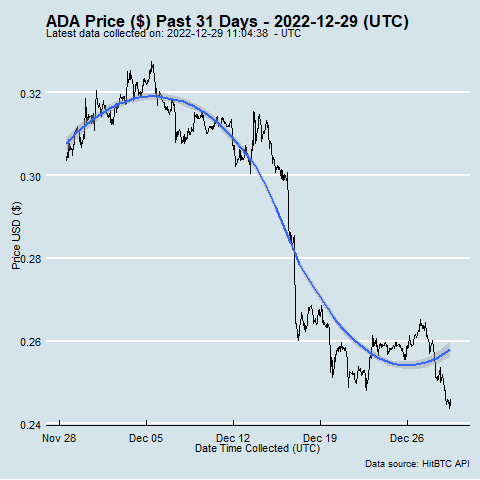 ADA Price ($) Past 31 Days - 2022-12-29 (UTC)
Latest data collected on: 2022-12-29 11:04:38 - UTC
Price USD ($)
0.32
0.30
0.28
0.26
0.24
Nov 28 Dec 05 Dec 12 Dec 19 Dec 26
Date Time Collected (UTC)
Data source: HitBTC API